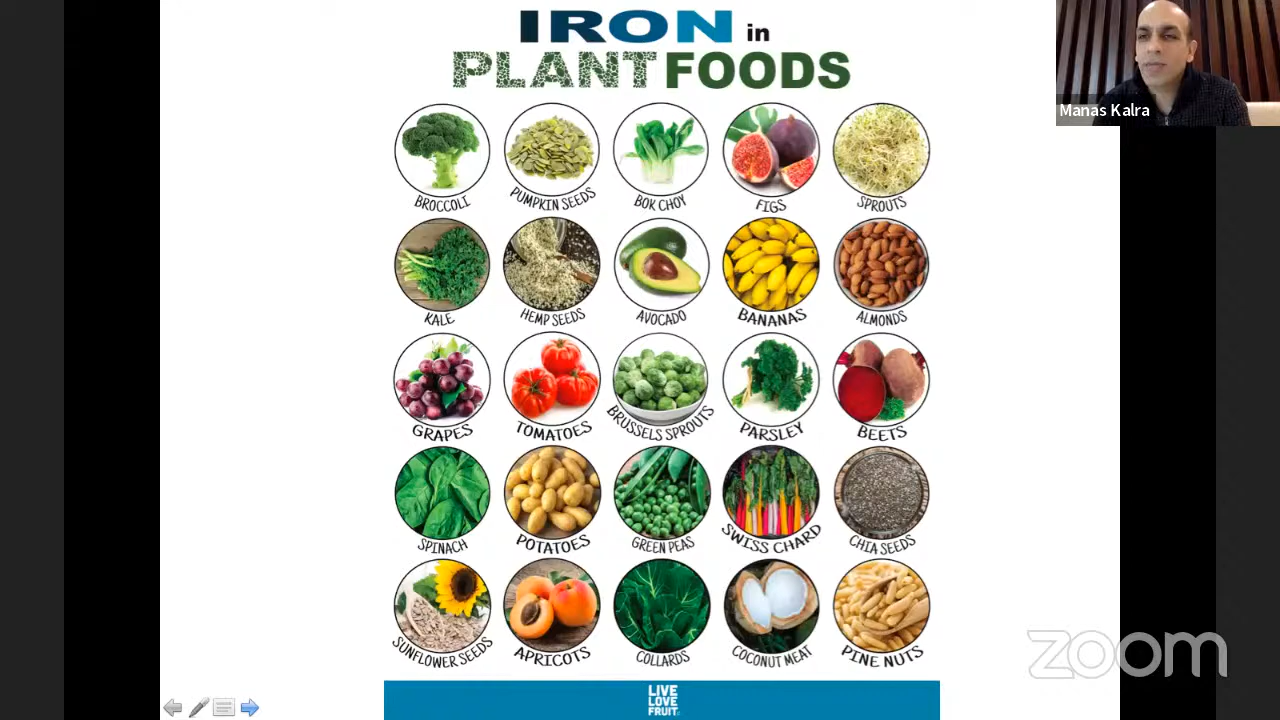 IRON in
PLANT FOODS
Manas Kalra
BROCCOLI
PUMPKIN SEEDS
BOK CHOY
FIGS
SPROUTS
KALE
HEMP SEEDS
AVOCADO
BANANAS
ALMONDS
GRAPES
TOMATOES
BRUSSELS SPROUTS
PARSLEY
BEETS
SPINACH
POTATOES
GREEN PEAS
SWISS CHARD
CHIA SEEDS
SUNFLOWER SEEDS
APRICOTS
COLLARDS
COCONUT MEAT
PINE NUTS
zoom
LIVE
LOVE
FRUIT